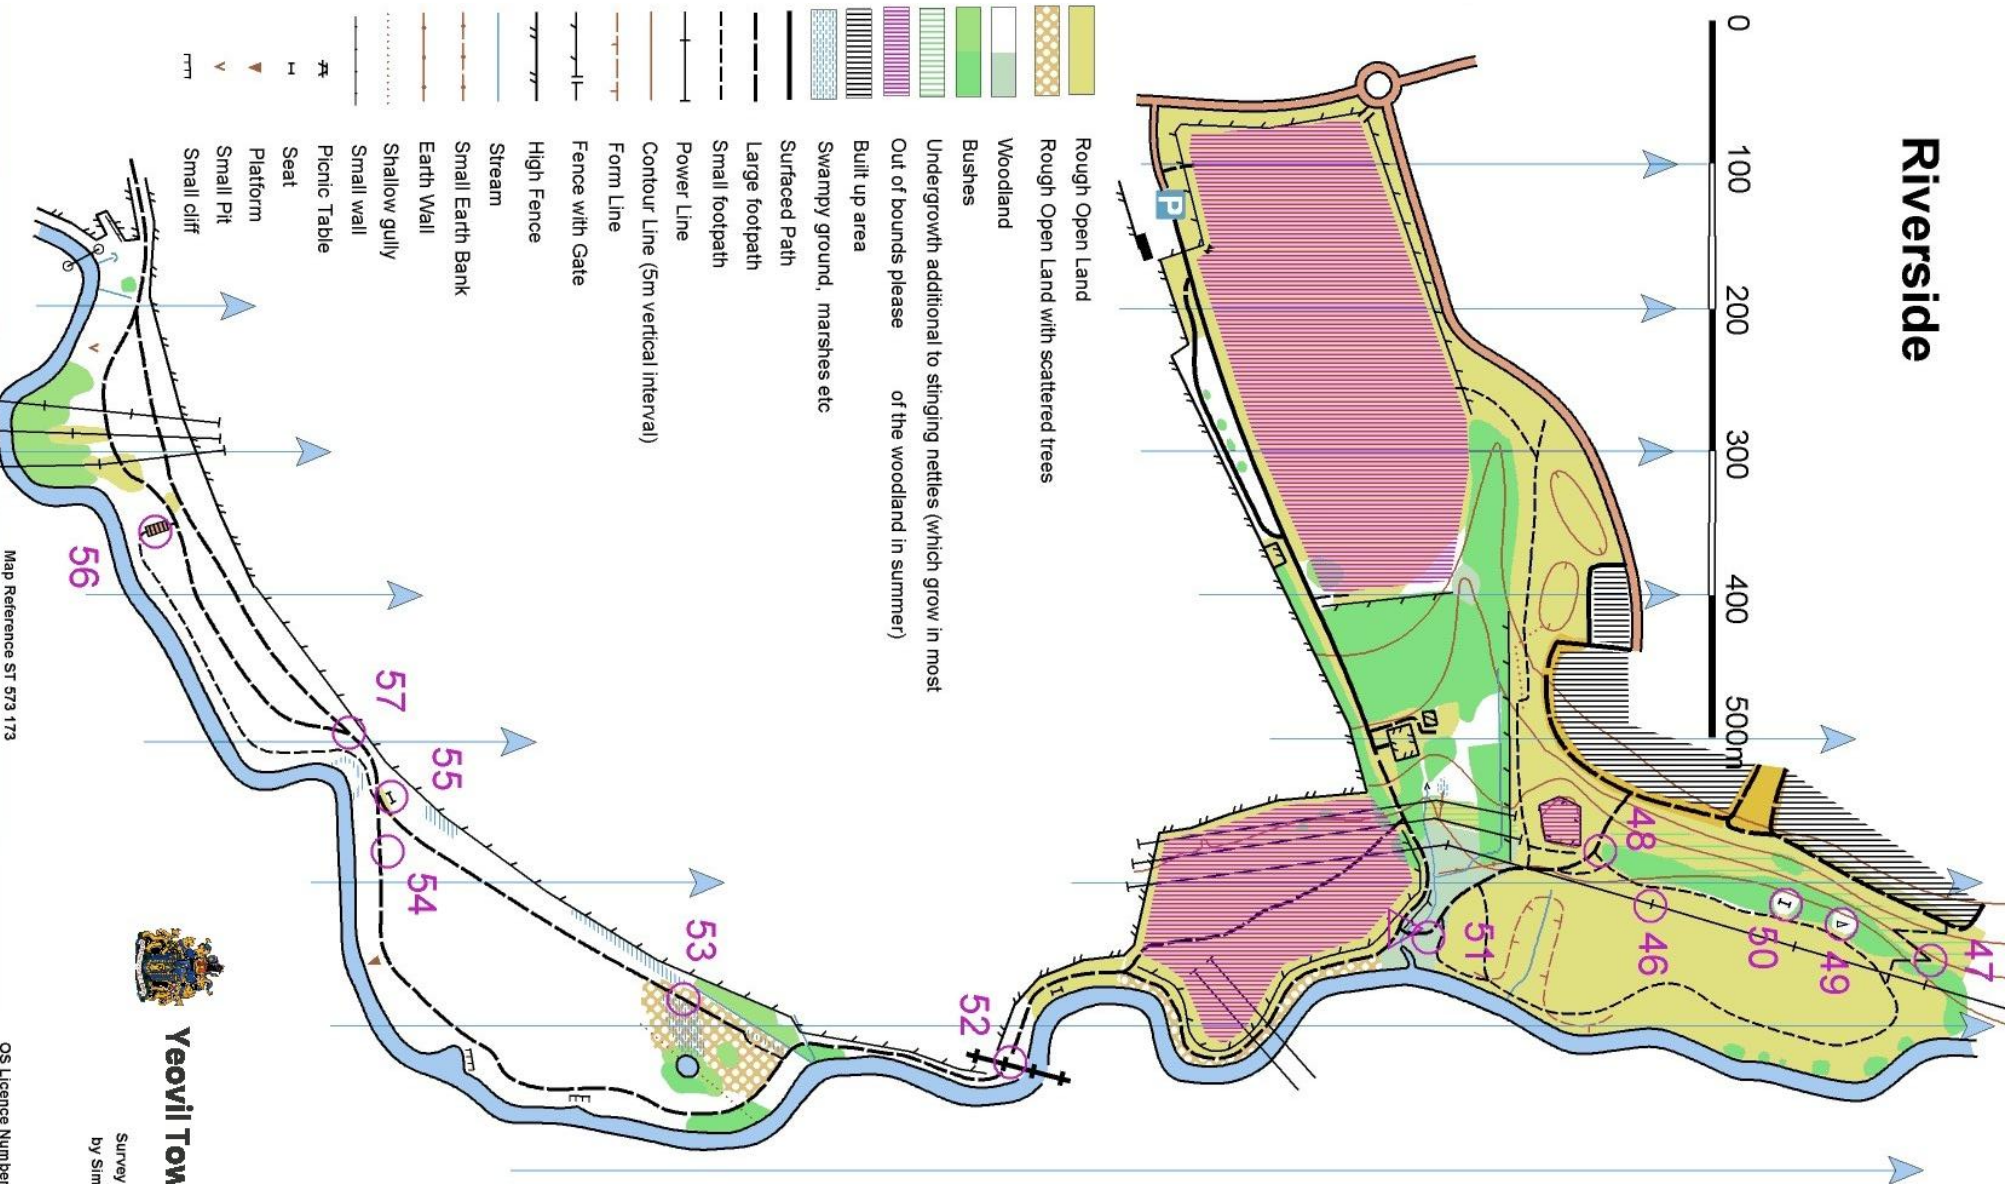 Riverside
0
100
200
300
400
500m
Rough Open Land
Rough Open Land with scattered trees
Woodland
Bushes
Undergrowth additional to stinging nettles (which grow in most
Out of bounds please of the woodland in summer)
Built up area
Swampy ground, marshes etc
Surfaced Path
Large footpath
Small footpath
Power Line
Contour Line (5m vertical interval)
Form Line
Fence with Gate
High Fence
Stream
Small Earth Bank
Earth Wall
Shallow gully
Small wall
Picnic Table
Seat
Platform
Small Pit
Small cliff
P
47
48
49
50
46
51
52
53
54
55
57
56
Map Reference ST 573 173
Yeovil Tow
Survey
by Sim
OS Licence Number